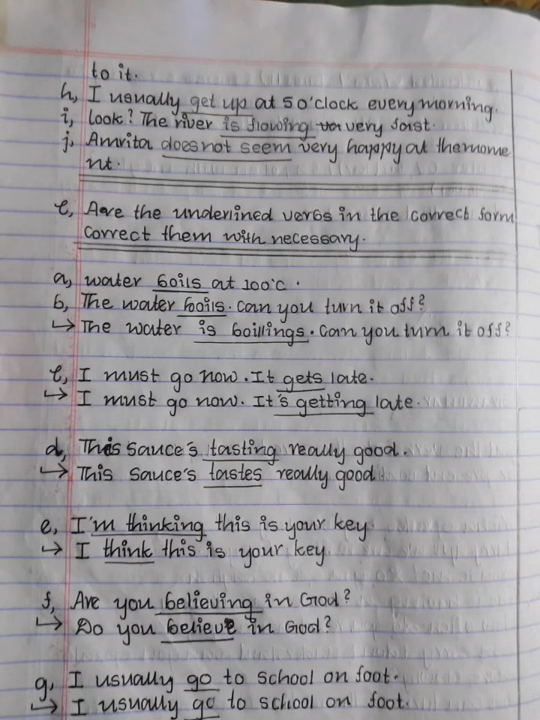 to it.
h, I usually get up at 5 o'clock every morning.
i, look? The river is flowing very fast.
j, Amrita doesnot seem very happy at themome
nt.
c, Are the underlined verbs in the correct form
Correct them with necessary.
a, water boils at 100°c.
b, The water boils. Can you turn it off?
↳ The water is boillings. Can you turn it off?
c, I must go now. It gets late.
↳ I must go now. It's getting late.
d, This sauce's tasting really good.
↳ This sauce's tastes really good.
e, I'm thinking this is your key.
↳ I think this is your key.
f, Are you believing in God?
↳ Do you believe in God?
g, I usually go to school on foot.
↳ I usually go to school on foot.